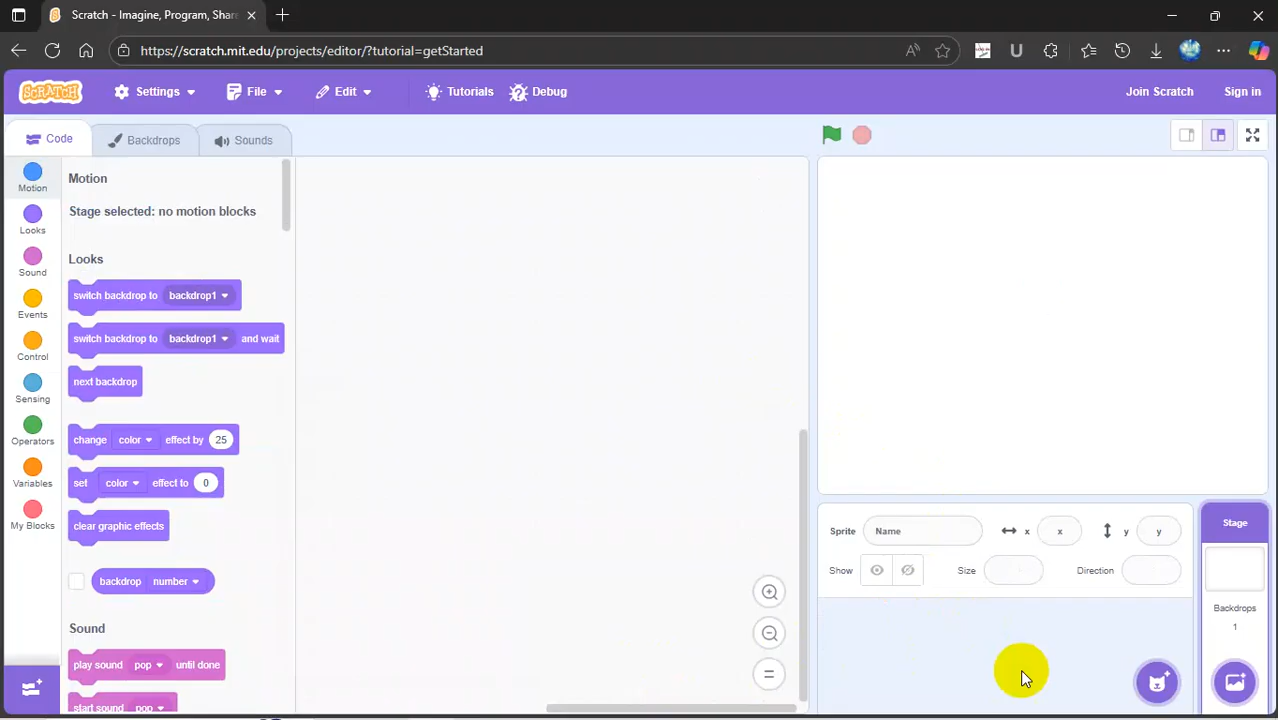 Scratch - Imagine, Program, Shar
https://scratch.mit.edu/projects/editor/?tutorial=getStarted
SCRATCH Settings File Edit Tutorials Debug Join Scratch Sign in
Code Backdrops Sounds
Motion
Looks
Sound
Events
Control
Sensing
Operators
Variables
My Blocks
Motion
Stage selected: no motion blocks
Looks
switch backdrop to backdrop1
switch backdrop to backdrop1 and wait
next backdrop
change color effect by 25
set color effect to 0
clear graphic effects
backdrop number
Sound
play sound pop until done
start sound pop
Sprite Name x x y y
Show Size Direction
Stage
Backdrops
1